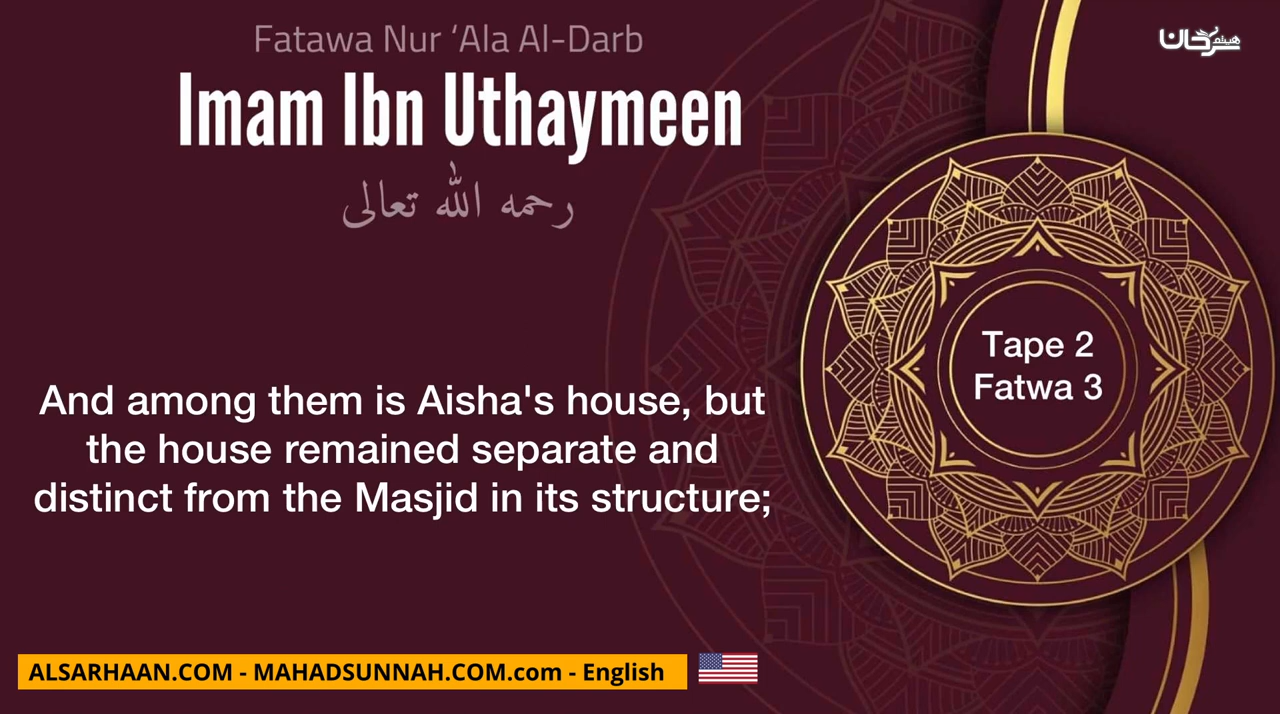 Fatawa Nur ‘Ala Al-Darb
Imam Ibn Uthaymeen
رحمه الله تعالى
هيثم
سرحان
Tape 2
Fatwa 3
And among them is Aisha's house, but
the house remained separate and
distinct from the Masjid in its structure;
ALSARHAAN.COM - MAHADSUNNAH.COM.com - English